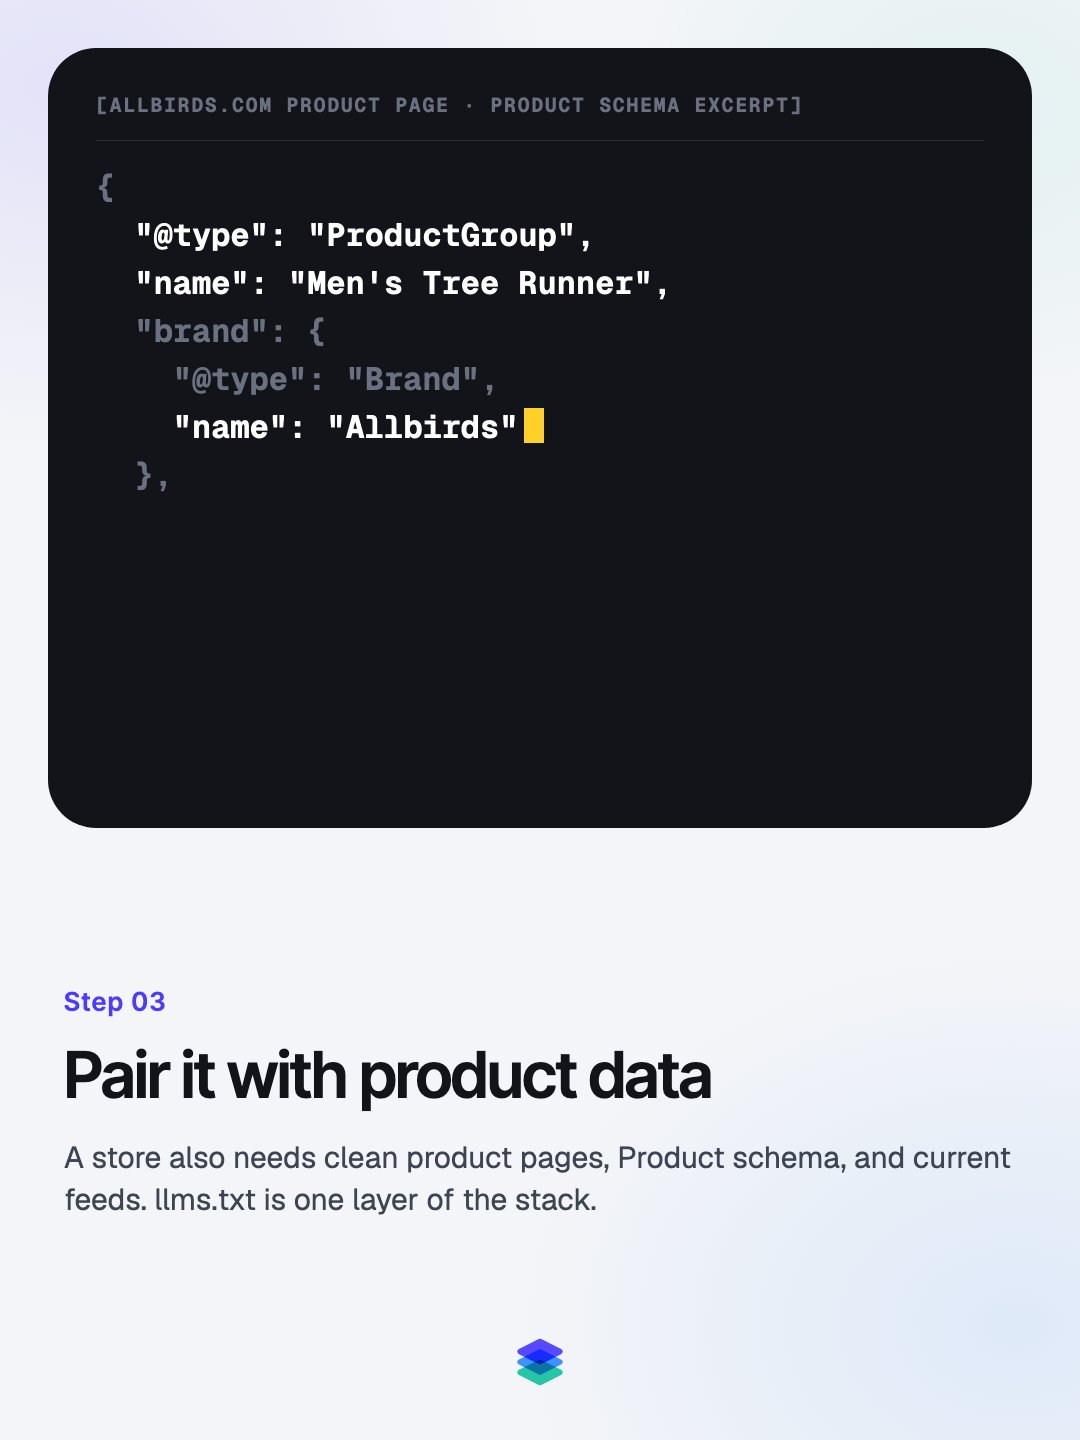 [ALLBIRDS.COM PRODUCT PAGE · PRODUCT SCHEMA EXCERPT]
{
"@type": "ProductGroup",
"name": "Men's Tree Runner",
"brand": {
"@type": "Brand",
"name": "Allbirds"
},
Step 03
Pair it with product data
A store also needs clean product pages, Product schema, and current
feeds. llms.txt is one layer of the stack.